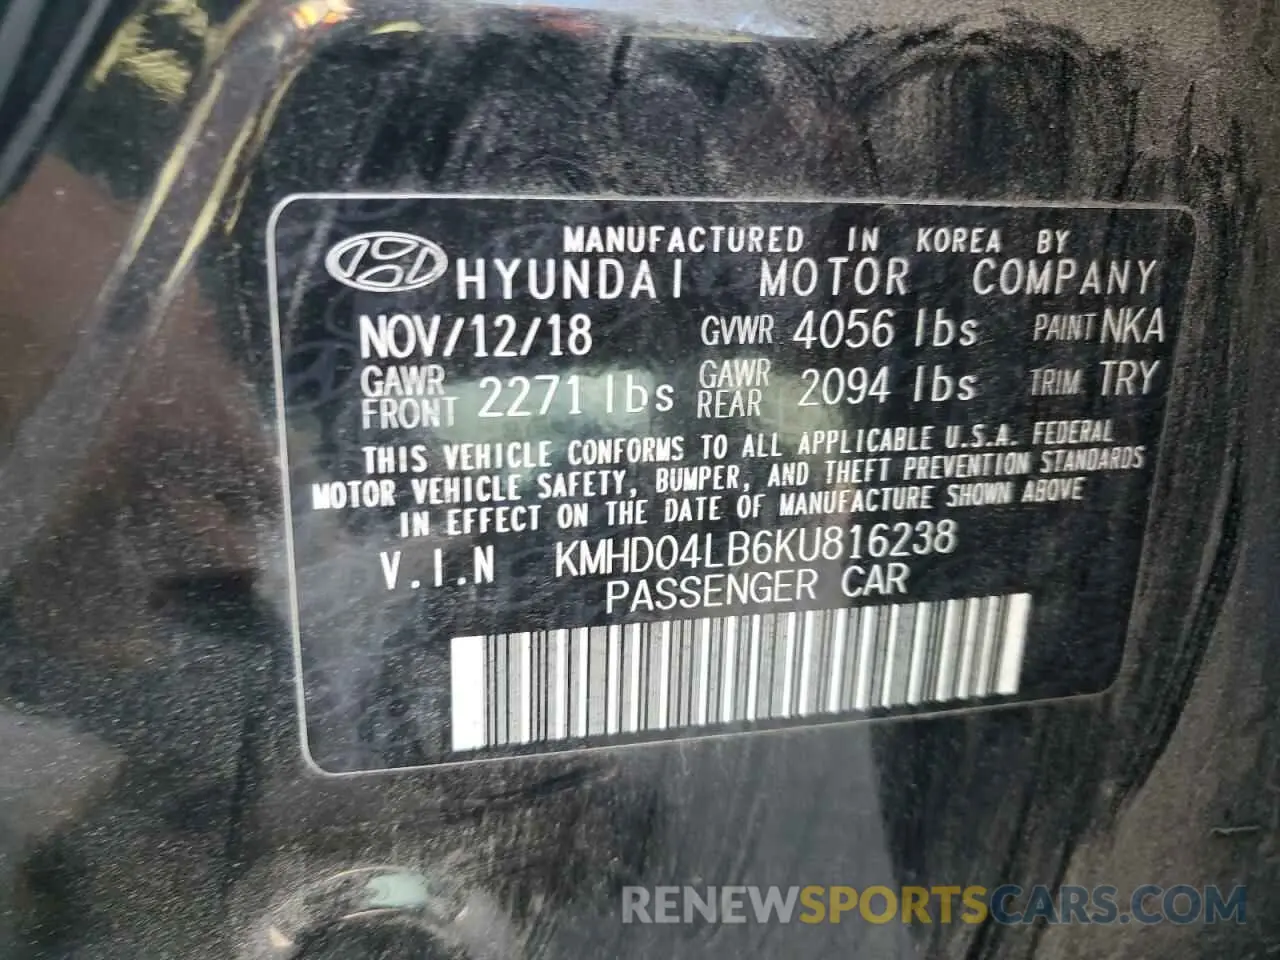 MANUFACTURED IN KOREA BY
HYUNDAI MOTOR COMPANY
NOV/12/18 GVWR 4056 lbs PAINT NKA
GAWR FRONT 2271 lbs GAWR REAR 2094 lbs TRIM TRY
THIS VEHICLE CONFORMS TO ALL APPLICABLE U.S.A. FEDERAL
MOTOR VEHICLE SAFETY, BUMPER, AND THEFT PREVENTION STANDARDS
IN EFFECT ON THE DATE OF MANUFACTURE SHOWN ABOVE
V.I.N KMHD04LB6KU816238
PASSENGER CAR
RENEWSPORTSCARS.COM